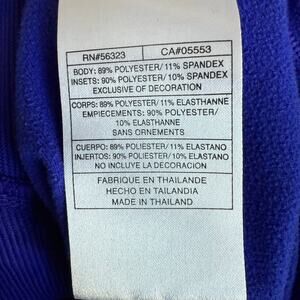 RN#56323 CA#05553
BODY: 89% POLYESTER/ 11% SPANDEX
INSETS: 90% POLYESTER/ 10% SPANDEX
EXCLUSIVE OF DECORATION
CORPS: 89% POLYESTER/ 11% ELASTHANNE
EMPIECEMENTS: 90% POLYESTER/
10% ELASTHANNE
SANS ORNEMENTS
CUERPO: 89% POLIESTER/ 11% ELASTANO
INJERTOS: 90% POLIESTER/ 10% ELASTANO
NO INCLUYE LA DECORACION
FABRIQUE EN THAILANDE
HECHO EN TAILANDIA
MADE IN THAILAND